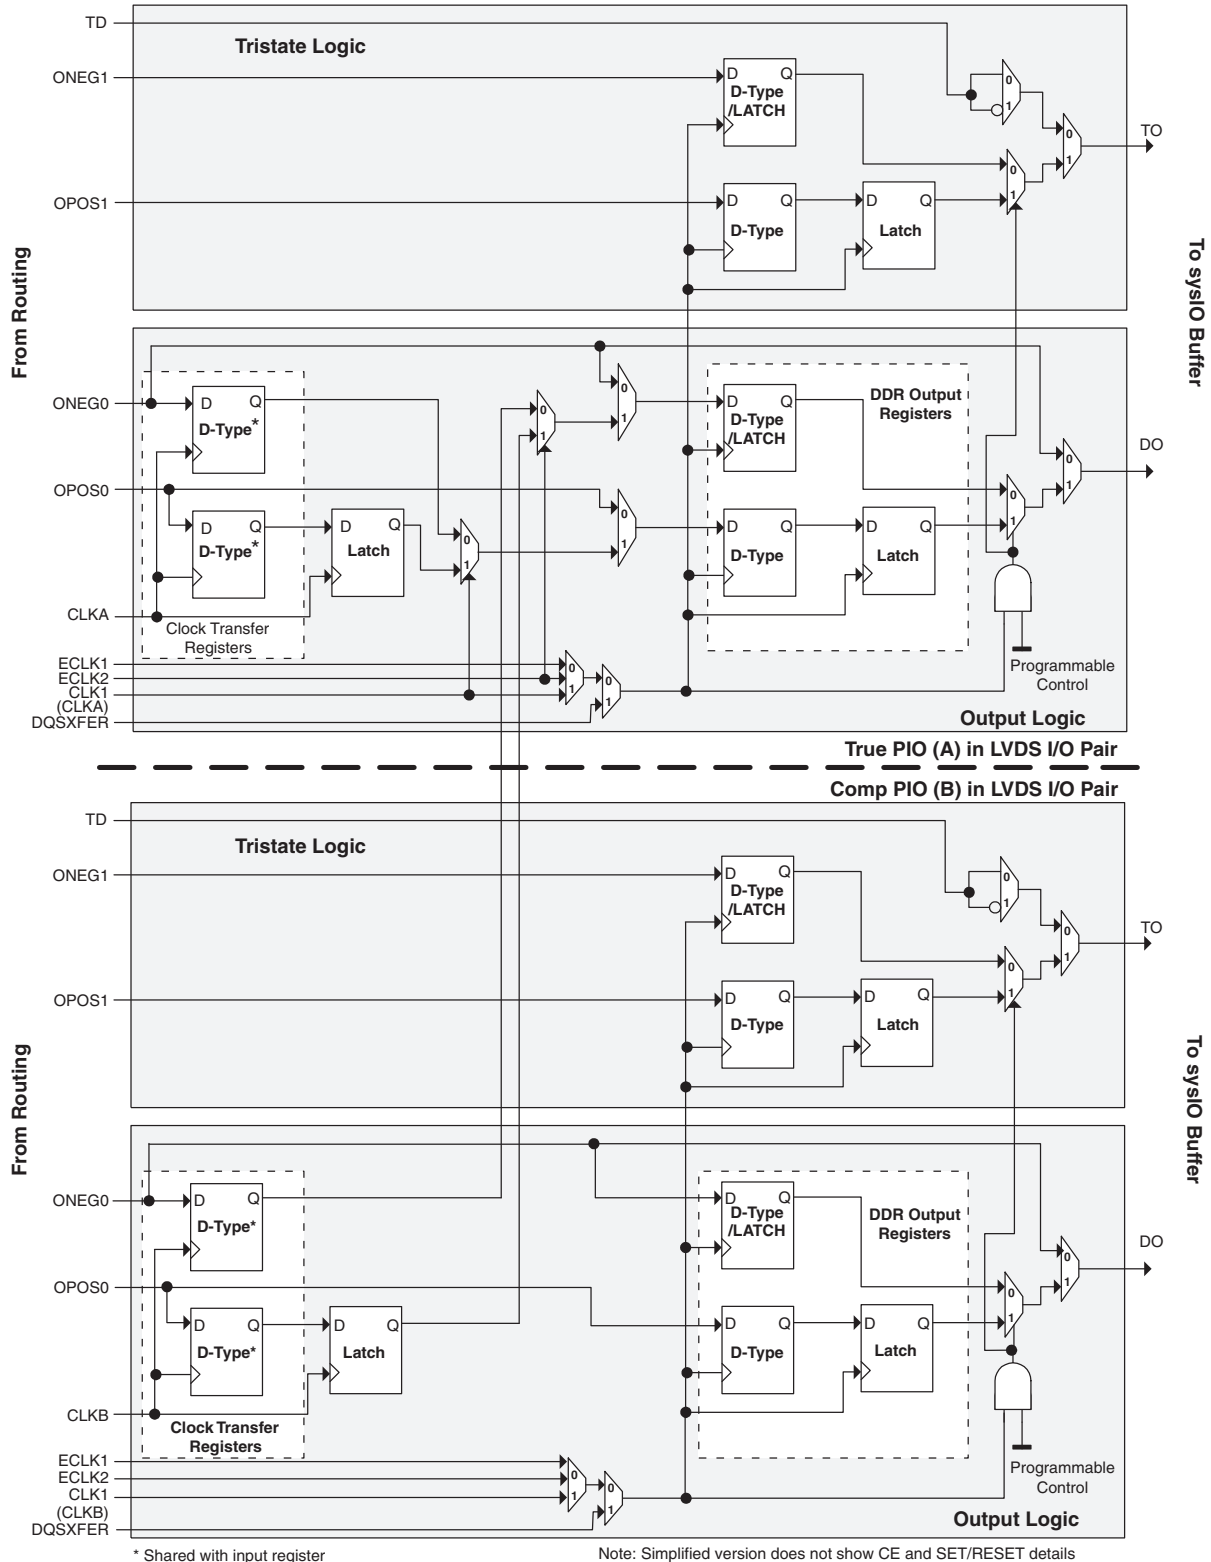 TD
Tristate Logic
ONEG1
D Q
D-Type
/LATCH
0
1
0
1
TO
OPOS1
D Q
D-Type
D Q
Latch
0
1
From Routing
To sysIO Buffer
ONEG0
D Q
D-Type*
0
1
0
1
D Q
D-Type
/LATCH
DDR Output
Registers
0
1
DO
OPOS0
D Q
D-Type*
D Q
Latch
0
1
0
1
D Q
D-Type
D Q
Latch
0
1
CLKA
Clock Transfer
Registers
ECLK1
ECLK2
CLK1
(CLKA)
DQSXFER
0
1
0
1
Programmable
Control
Output Logic
True PIO (A) in LVDS I/O Pair
Comp PIO (B) in LVDS I/O Pair
TD
Tristate Logic
ONEG1
D Q
D-Type
/LATCH
0
1
0
1
TO
OPOS1
D Q
D-Type
D Q
Latch
0
1
From Routing
To sysIO Buffer
ONEG0
D Q
D-Type*
D Q
D-Type
/LATCH
DDR Output
Registers
0
1
DO
OPOS0
D Q
D-Type*
D Q
Latch
D Q
D-Type
D Q
Latch
0
1
CLKB
Clock Transfer
Registers
ECLK1
ECLK2
CLK1
(CLKB)
DQSXFER
0
1
0
1
Programmable
Control
Output Logic
* Shared with input register
Note: Simplified version does not show CE and SET/RESET details